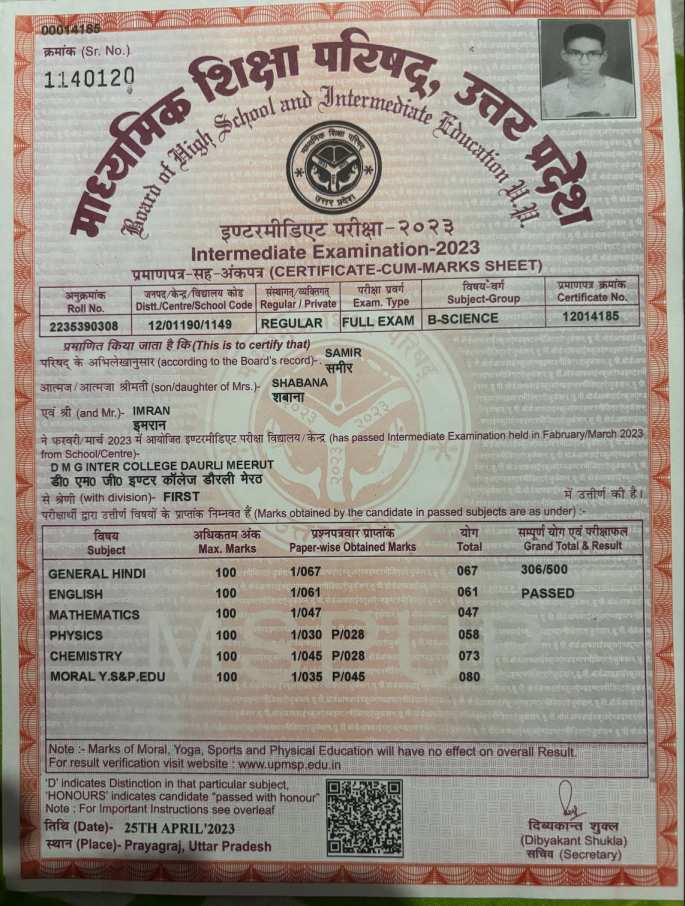 00014185
क्रमांक (Sr. No.)
1140120
माध्यमिक शिक्षा परिषद्, उत्तर प्रदेश
Board of High School and Intermediate Education U.P.
माध्यमिक शिक्षा परिषद
उत्तर प्रदेश
इण्टरमीडिएट परीक्षा-२०२३
Intermediate Examination-2023
प्रमाणपत्र-सह-अंकपत्र (CERTIFICATE-CUM-MARKS SHEET)
अनुक्रमांक जनपद/केन्द्र/विद्यालय कोड संस्थागत/व्यक्तिगत परीक्षा प्रवर्ग विषय-वर्ग प्रमाणपत्र क्रमांक
Roll No. Distt./Centre/School Code Regular / Private Exam. Type Subject-Group Certificate No.
2235390308 12/01190/1149 REGULAR FULL EXAM B-SCIENCE 12014185
प्रमाणित किया जाता है कि (This is to certify that)
परिषद् के अभिलेखानुसार (according to the Board's record)- SAMIR
समीर
आत्मज/आत्मजा श्रीमती (son/daughter of Mrs.)- SHABANA
शबाना
एवं श्री (and Mr.)- IMRAN
इमरान
ने फरवरी/मार्च 2023 में आयोजित इण्टरमीडिएट परीक्षा विद्यालय/केन्द्र (has passed Intermediate Examination held in Fabruary/March 2023
from School/Centre)-
D M G INTER COLLEGE DAURLI MEERUT
डी० एम० जी० इण्टर कॉलेज डौरली मेरठ
से श्रेणी (with division)- FIRST में उत्तीर्ण की है।
परीक्षार्थी द्वारा उत्तीर्ण विषयों के प्राप्तांक निम्नवत हैं (Marks obtained by the candidate in passed subjects are as under) :-
विषय अधिकतम अंक प्रश्नपत्रवार प्राप्तांक योग सम्पूर्ण योग एवं परीक्षाफल
Subject Max. Marks Paper-wise Obtained Marks Total Grand Total & Result
GENERAL HINDI 100 1/067 067 306/500
ENGLISH 100 1/061 061 PASSED
MATHEMATICS 100 1/047 047
PHYSICS 100 1/030 P/028 058
CHEMISTRY 100 1/045 P/028 073
MORAL Y.S&P.EDU 100 1/035 P/045 080
MSPUP
Note :- Marks of Moral, Yoga, Sports and Physical Education will have no effect on overall Result.
For result verification visit website : www.upmsp.edu.in
'D' indicates Distinction in that particular subject,
'HONOURS' indicates candidate "passed with honour"
Note : For Important Instructions see overleaf
तिथि (Date)- 25TH APRIL'2023
स्थान (Place)- Prayagraj, Uttar Pradesh
दिब्यकान्त शुक्ल
(Dibyakant Shukla)
सचिव (Secretary)